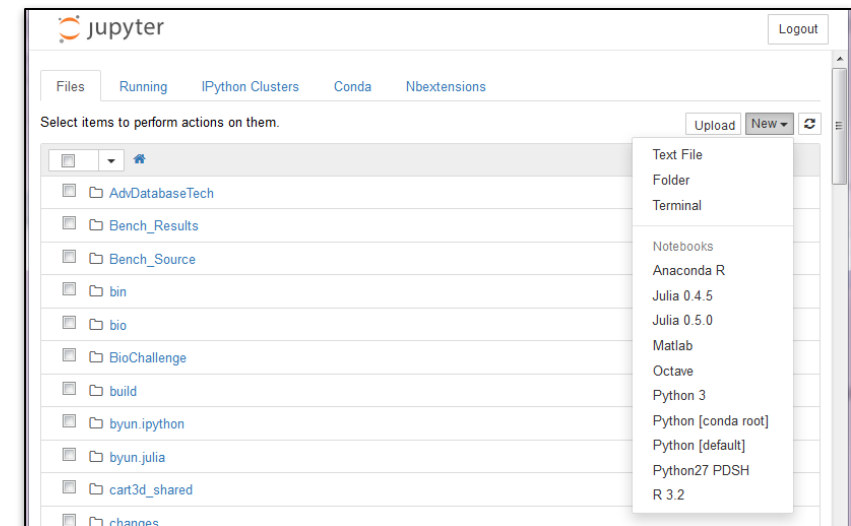 jupyter
Logout
Files Running IPython Clusters Conda Nbextensions
Select items to perform actions on them.
Upload New
AdvDatabaseTech
Bench_Results
Bench_Source
bin
bio
BioChallenge
build
byun.ipython
byun.julia
cart3d_shared
changes
Text File
Folder
Terminal
Notebooks
Anaconda R
Julia 0.4.5
Julia 0.5.0
Matlab
Octave
Python 3
Python [conda root]
Python [default]
Python27 PDSH
R 3.2